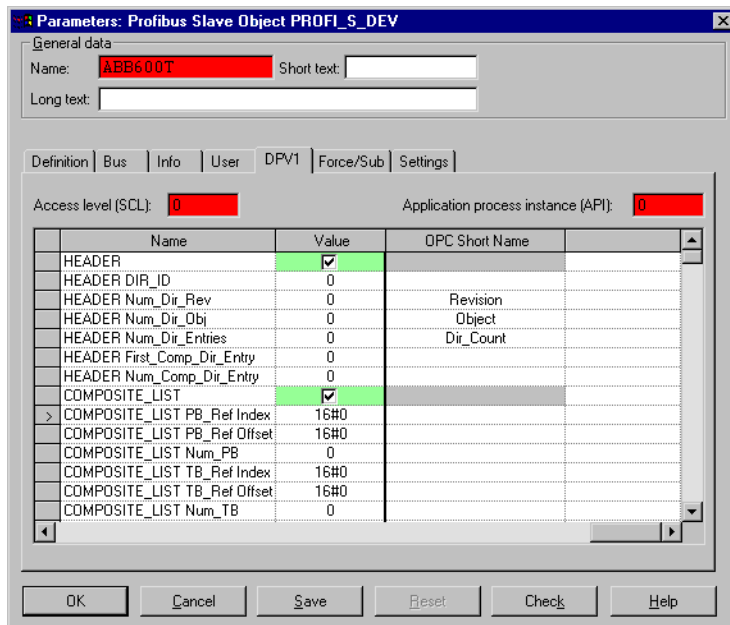 Parameters: Profibus Slave Object PROFI_S_DEV
General data
Name: ABB600T Short text:
Long text:
Definition Bus Info User DPV1 Force/Sub Settings
Access level (SCL): 0 Application process instance (API): 0
Name Value OPC Short Name
HEADER
HEADER DIR_ID 0
HEADER Num_Dir_Rev 0 Revision
HEADER Num_Dir_Obj 0 Object
HEADER Num_Dir_Entries 0 Dir_Count
HEADER First_Comp_Dir_Entry 0
HEADER Num_Comp_Dir_Entry 0
COMPOSITE_LIST
> COMPOSITE_LIST PB_Ref Index 16#0
COMPOSITE_LIST PB_Ref Offset 16#0
COMPOSITE_LIST Num_PB 0
COMPOSITE_LIST TB_Ref Index 16#0
COMPOSITE_LIST TB_Ref Offset 16#0
COMPOSITE_LIST Num_TB 0
OK Cancel Save Reset Check Help